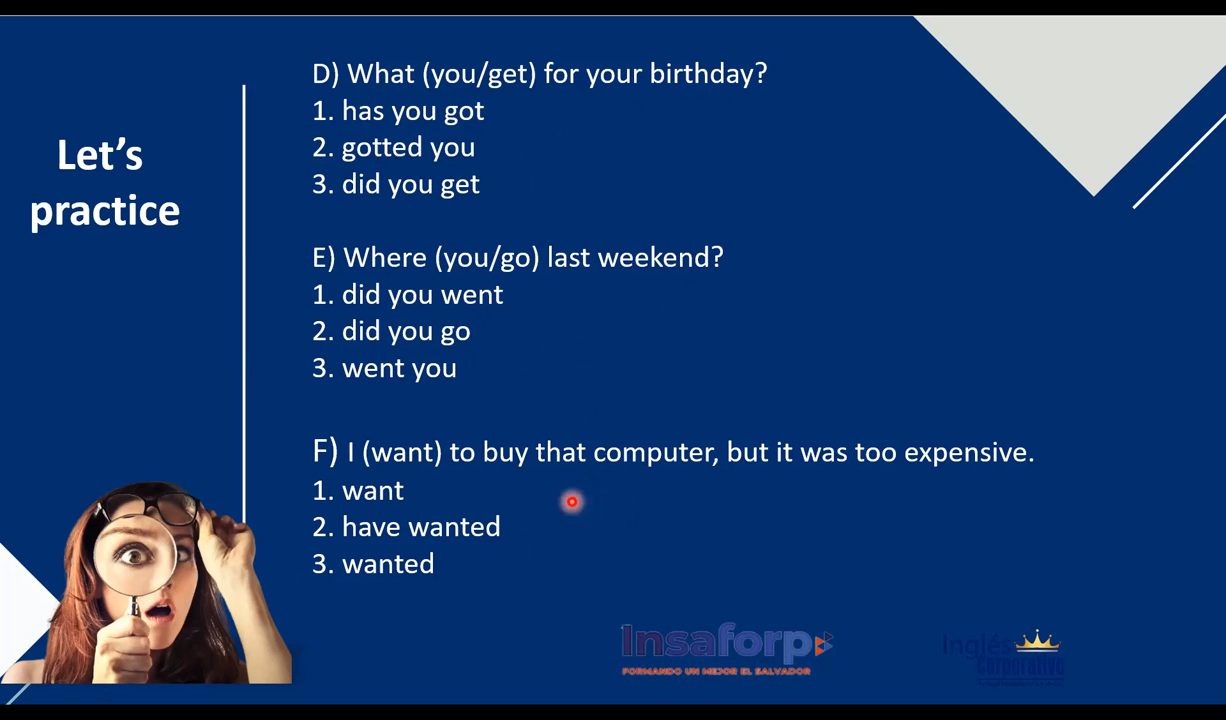 Let's
practice
D) What (you/get) for your birthday?
1. has you got
2. gotted you
3. did you get
E) Where (you/go) last weekend?
1. did you went
2. did you go
3. went you
F) I (want) to buy that computer, but it was too expensive.
1. want
2. have wanted
3. wanted
Insaforp
FORMANDO UN MEJOR EL SALVADOR
Inglés
Corporativo